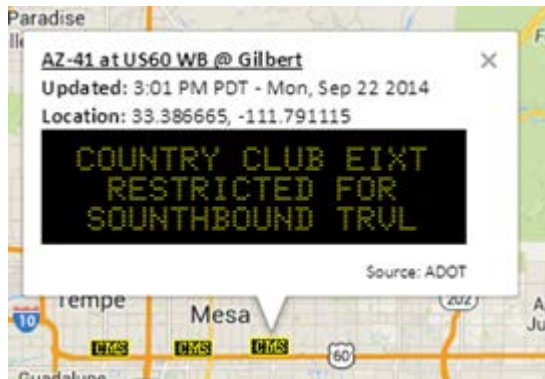 Paradise
AZ-41 at US60 WB @ Gilbert
Updated: 3:01 PM PDT - Mon, Sep 22 2014
Location: 33.386665, -111.791115
COUNTRY CLUB EIXT
RESTRICTED FOR
SOUNTHBOUND TRVL
Source: ADOT
Tempe
Mesa
202
10
CMS
CMS
CMS
60
Guadalupe